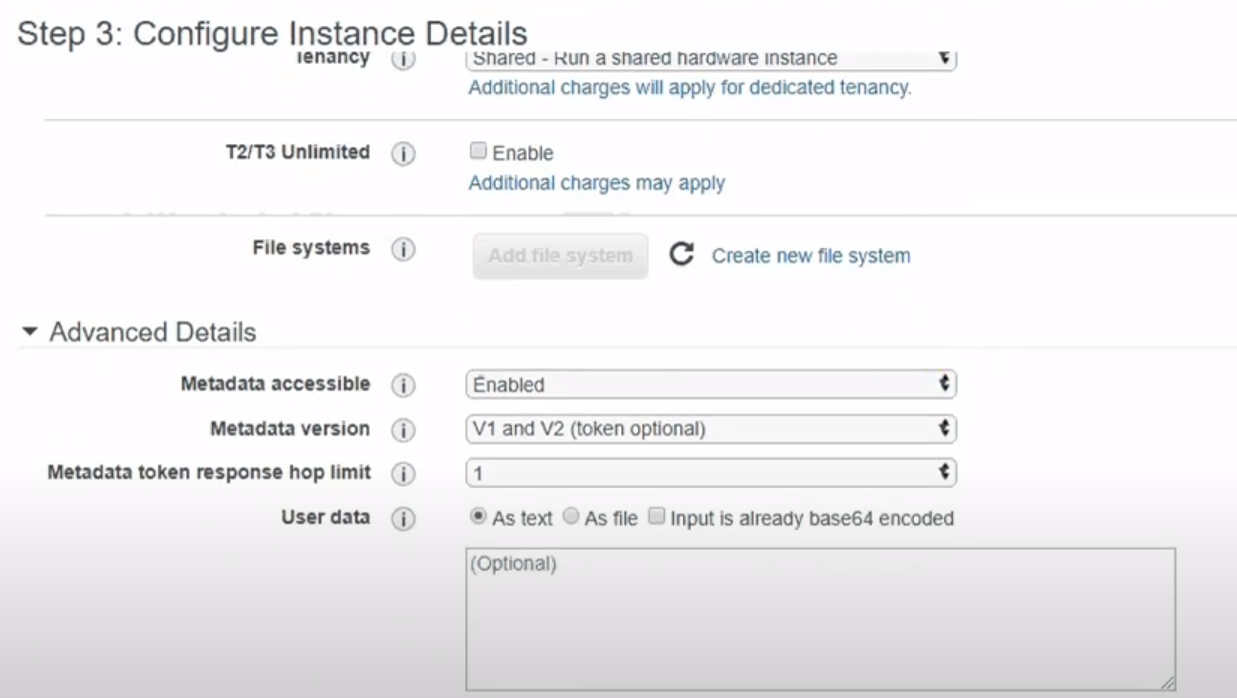 Step 3: Configure Instance Details
Tenancy Shared - Run a shared hardware instance
Additional charges will apply for dedicated tenancy.
T2/T3 Unlimited Enable
Additional charges may apply
File systems Add file system Create new file system
Advanced Details
Metadata accessible Enabled
Metadata version V1 and V2 (token optional)
Metadata token response hop limit 1
User data As text As file Input is already base64 encoded
(Optional)